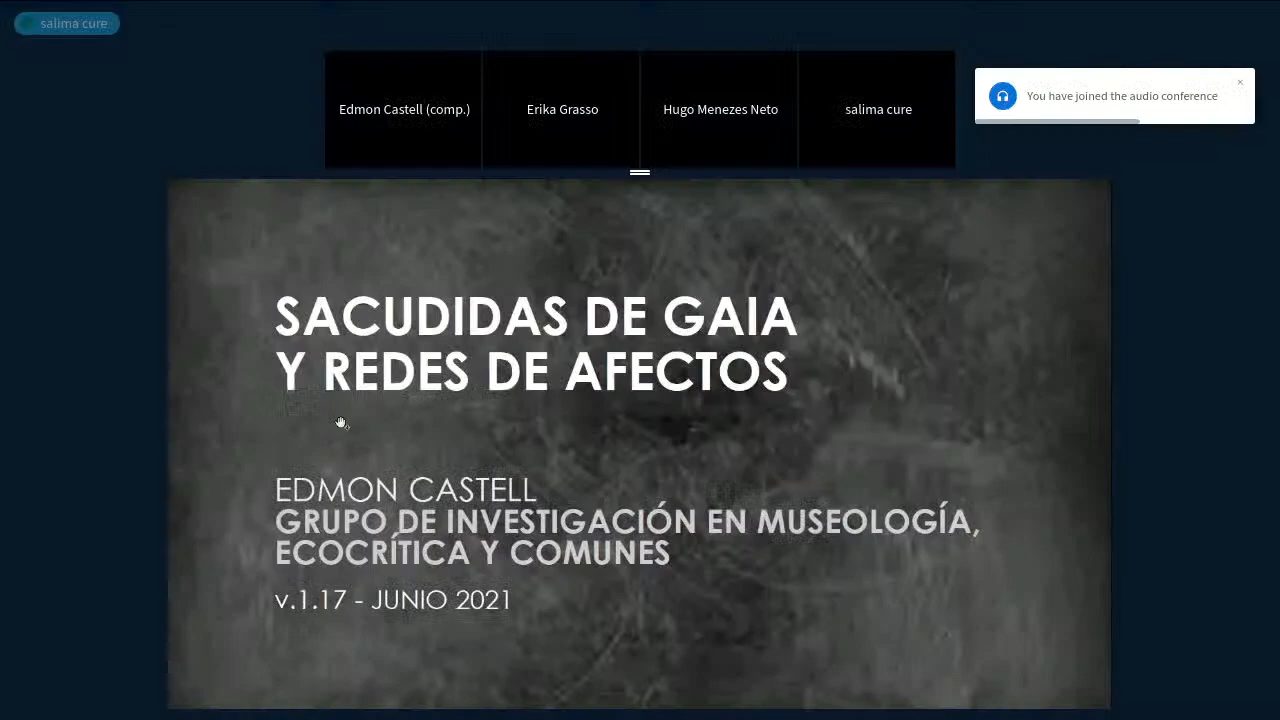 salima cure
Edmon Castell (comp.)
Erika Grasso
Hugo Menezes Neto
salima cure
You have joined the audio conference
×
SACUDIDAS DE GAIA
Y REDES DE AFECTOS
EDMON CASTELL
GRUPO DE INVESTIGACIÓN EN MUSEOLOGÍA,
ECOCRÍTICA Y COMUNES
v.1.17 - JUNIO 2021